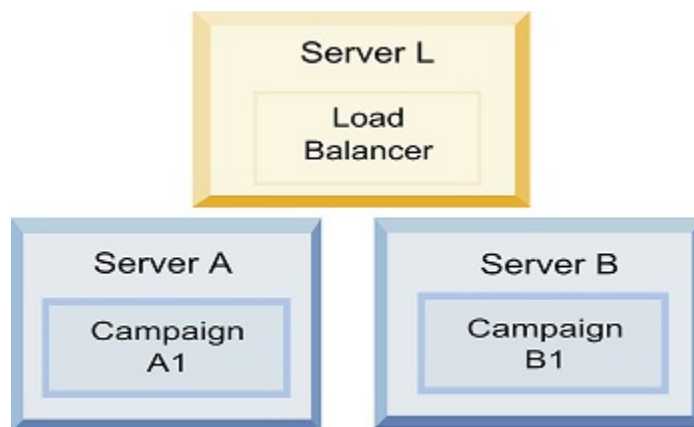 Server L
Load
Balancer
Server A
Campaign
A1
Server B
Campaign
B1